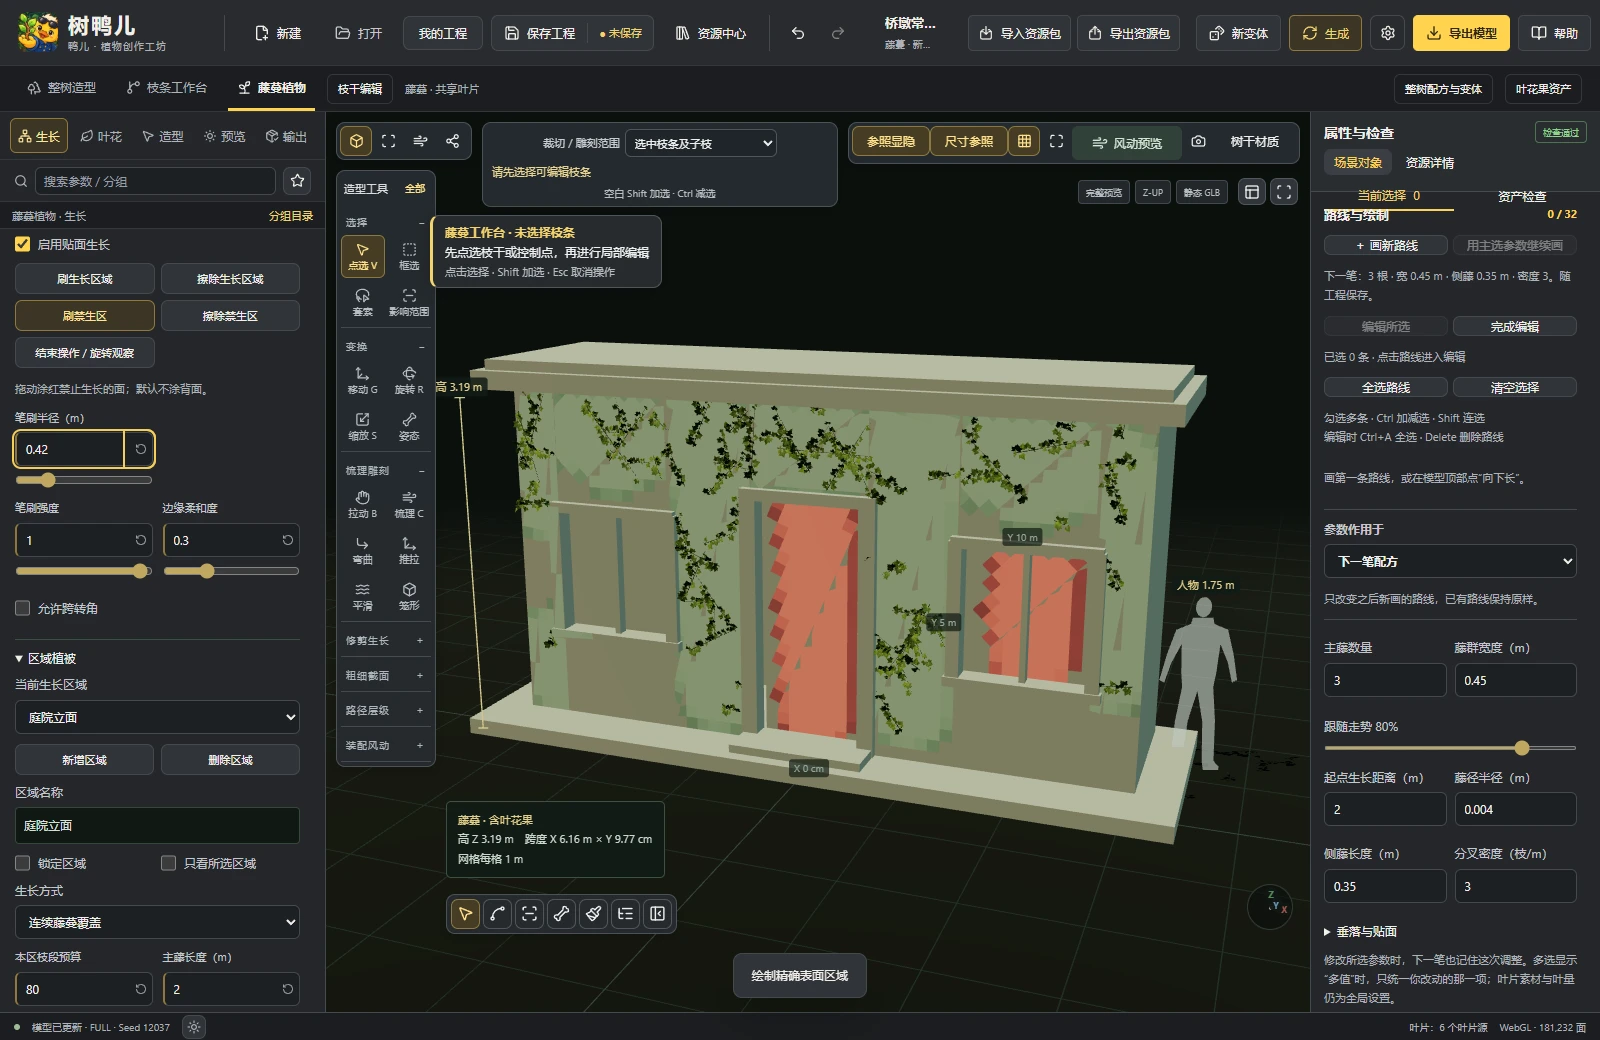 树鸭儿
鸭儿 · 植物创作工坊
新建
打开
我的工程
保存工程
未保存
资源中心
桥墩常...
藤蔓 · 新...
导入资源包
导出资源包
新变体
生成
导出模型
帮助
整树造型
枝条工作台
藤蔓植物
枝干编辑
藤蔓 · 共享叶片
整树配方与变体
叶花果资产
生长
叶花
造型
预览
输出
搜索参数 / 分组
藤蔓植物 · 生长
分组目录
启用贴面生长
刷生长区域
擦除生长区域
刷禁生区
擦除禁生区
结束操作 / 旋转观察
拖动涂红禁止生长的面；默认不涂背面。
笔刷半径（m）
0.42
笔刷强度
边缘柔和度
1
0.3
允许跨转角
▼ 区域植被
当前生长区域
庭院立面
新增区域
删除区域
区域名称
庭院立面
锁定区域
只看所选区域
生长方式
连续藤蔓覆盖
本区枝段预算
主藤长度（m）
80
2
模型已更新 · FULL · Seed 12037
造型工具
全部
选择
−
点选 V
框选
套索
影响范围
变换
−
移动 G
旋转 R
缩放 S
姿态
梳理雕刻
−
拉动 B
梳理 C
弯曲
推拉
平滑
笼形
修剪生长
+
粗细截面
+
路径层级
+
装配风动
+
裁切 / 雕刻范围
选中枝条及子枝
请先选择可编辑枝条
空白 Shift 加选 · Ctrl 减选
藤蔓工作台 · 未选择枝条
先点选枝干或控制点，再进行局部编辑
点击选择 · Shift 加选 · Esc 取消操作
参照显隐
尺寸参照
风动预览
树干材质
完整预览
Z-UP
静态 GLB
高 3.19 m
Y 10 m
Y 5 m
X 0 cm
人物 1.75 m
藤蔓 · 含叶花果
高 Z 3.19 m 跨度 X 6.16 m × Y 9.77 cm
网格每格 1 m
绘制精确表面区域
Z
Y
X
属性与检查
检查通过
场景对象
资源详情
当前选择 0
资产检查
路线与绘制
0 / 32
+ 画新路线
用主选参数继续画
下一笔：3 根 · 宽 0.45 m · 侧藤 0.35 m · 密度 3。随
工程保存。
编辑所选
完成编辑
已选 0 条 · 点击路线进入编辑
全选路线
清空选择
勾选多条 · Ctrl 加减选 · Shift 连选
编辑时 Ctrl+A 全选 · Delete 删除路线
画第一条路线，或在模型顶部点“向下长”。
参数作用于
下一笔配方
只改变之后新画的路线，已有路线保持原样。
主藤数量
藤群宽度（m）
3
0.45
跟随走势 80%
起点生长距离（m）
藤径半径（m）
2
0.004
侧藤长度（m）
分叉密度（枝/m）
0.35
3
▶ 垂落与贴面
修改所选参数时，下一笔也记住这次调整。多选显示
“多值”时，只统一你改动的那一项；叶片素材与叶量
仍为全局设置。
叶片：6 个叶片源
WebGL · 181,232 面